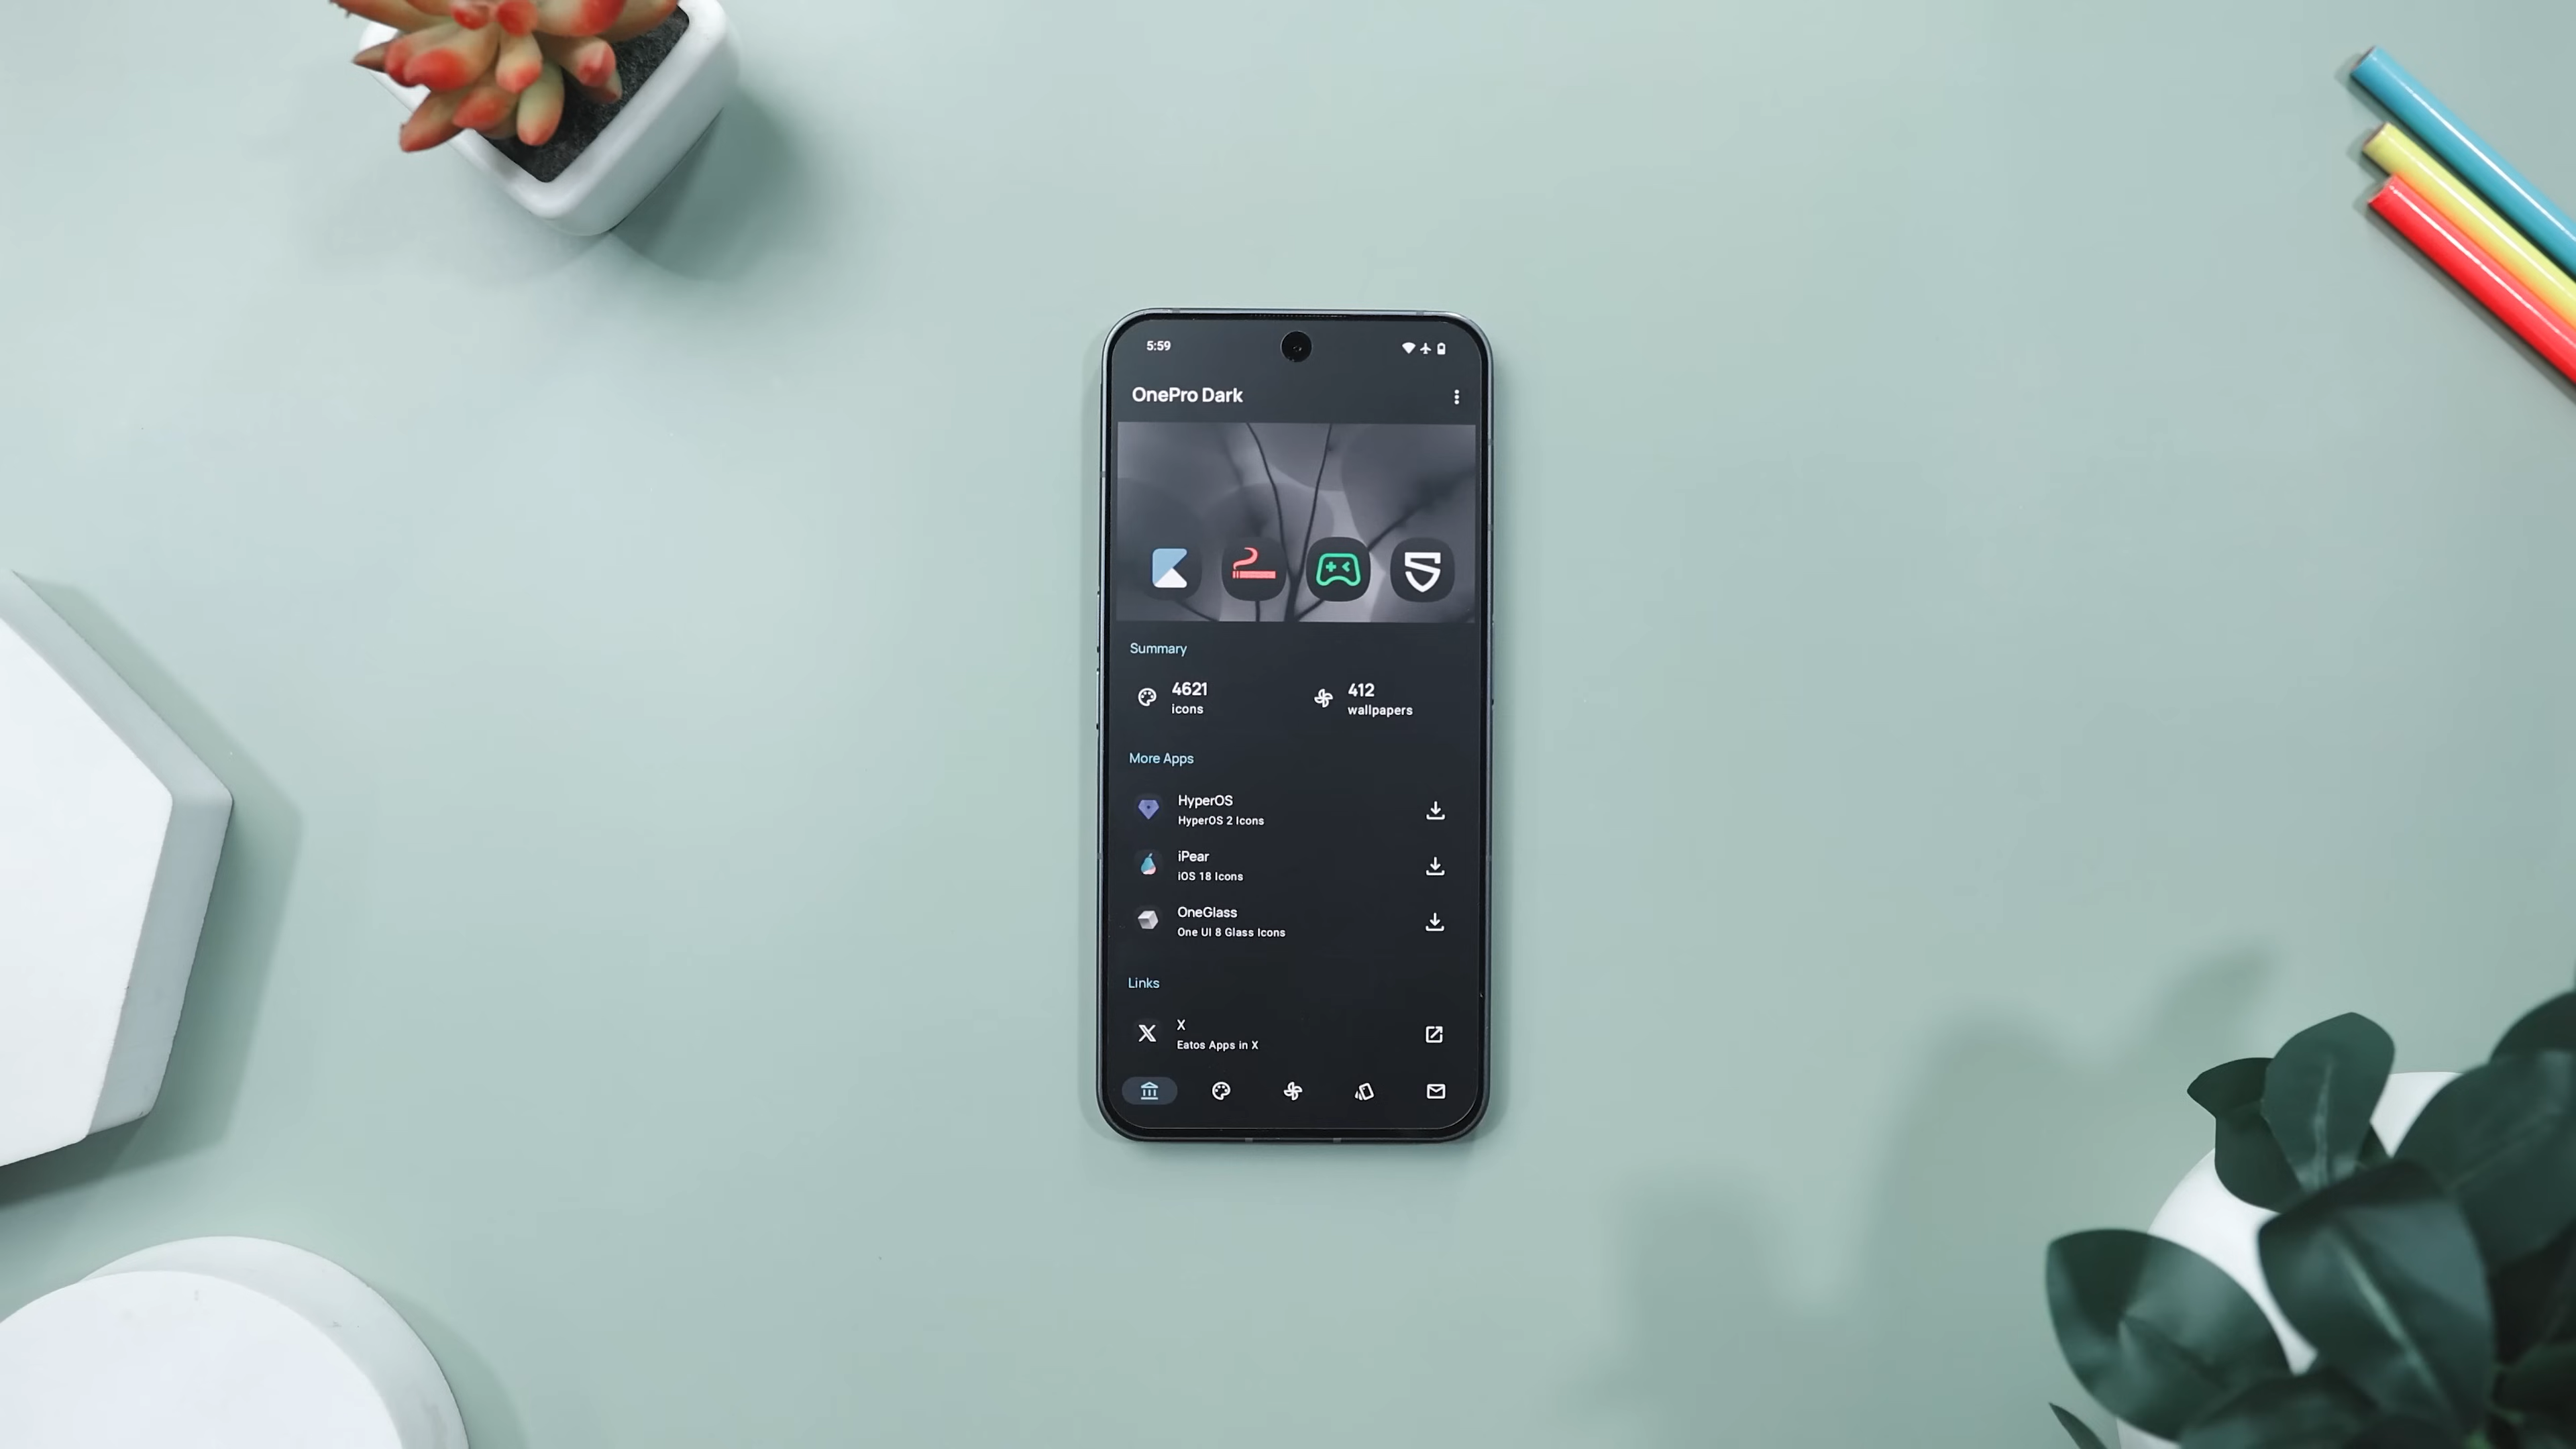 5:59
OnePro Dark
Summary
4621
icons
412
wallpapers
More Apps
HyperOS
HyperOS 2 Icons
iPear
iOS 18 Icons
OneGlass
One UI 8 Glass Icons
Links
X
Eatos Apps in X